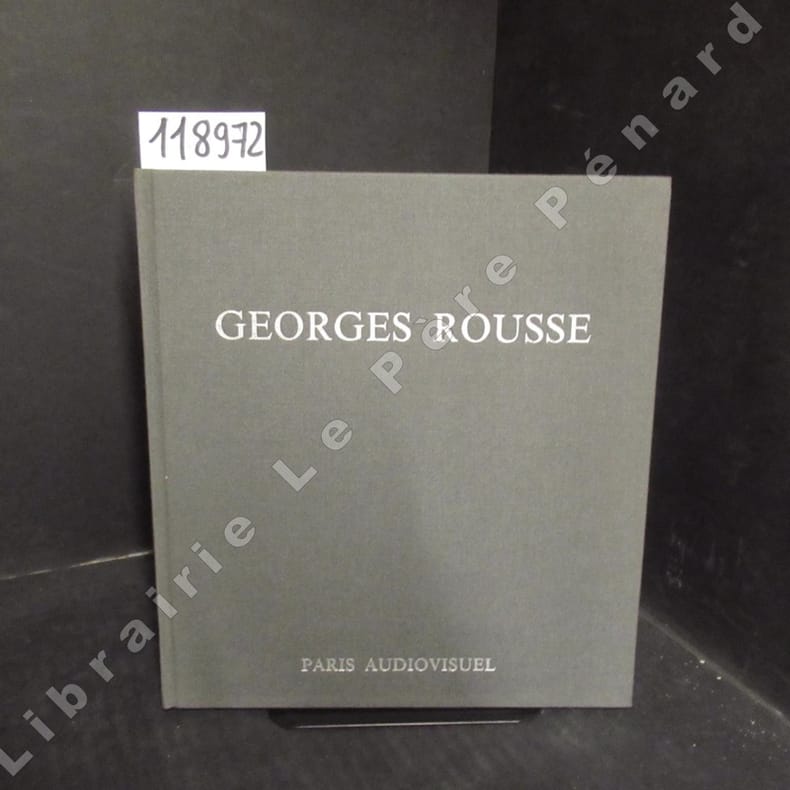 118972
GEORGES ROUSSE
PARIS AUDIOVISUEL
Librairie Le Père Pénard